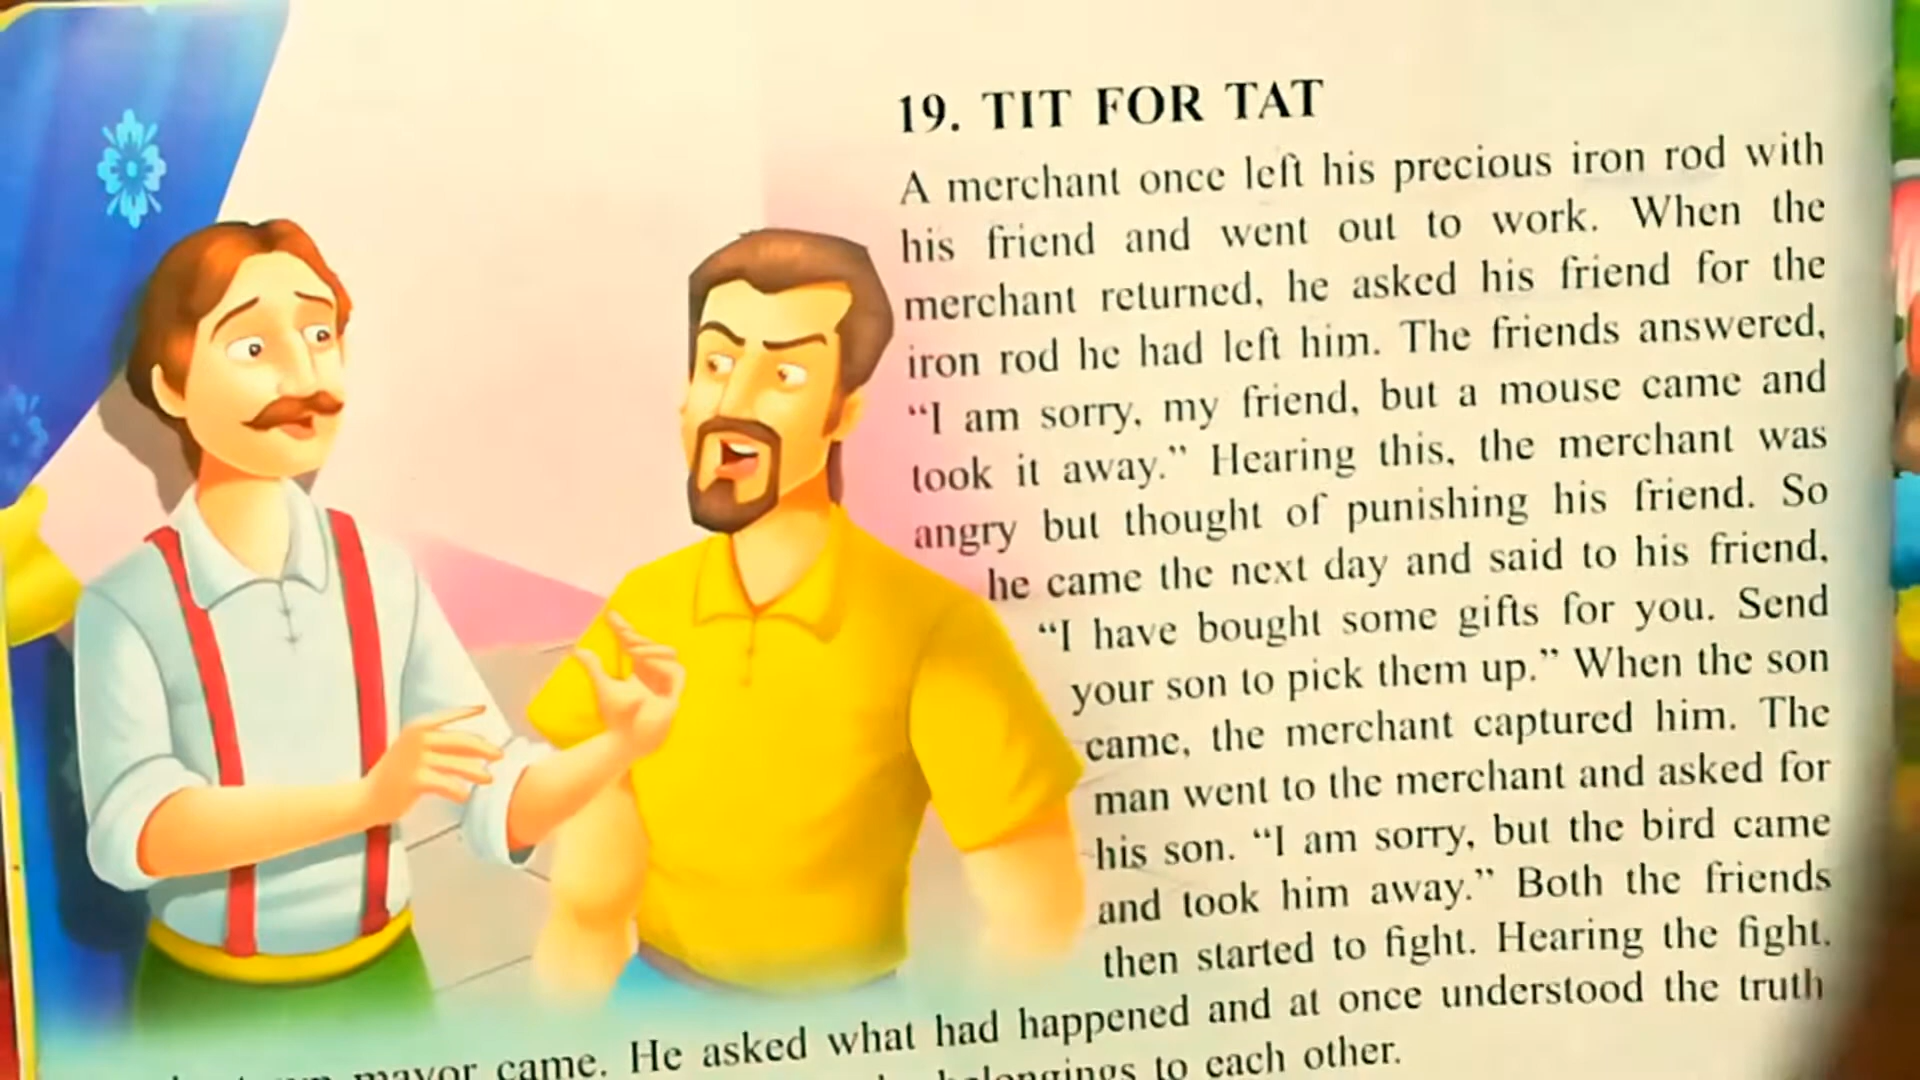 19. TIT FOR TAT
A merchant once left his precious iron rod with
his friend and went out to work. When the
merchant returned, he asked his friend for the
iron rod he had left him. The friends answered,
“I am sorry, my friend, but a mouse came and
took it away.” Hearing this, the merchant was
angry but thought of punishing his friend. So
he came the next day and said to his friend,
“I have bought some gifts for you. Send
your son to pick them up.” When the son
came, the merchant captured him. The
man went to the merchant and asked for
his son. “I am sorry, but the bird came
and took him away.” Both the friends
then started to fight. Hearing the fight,
mayor came. He asked what had happened and at once understood the truth
belongings to each other.